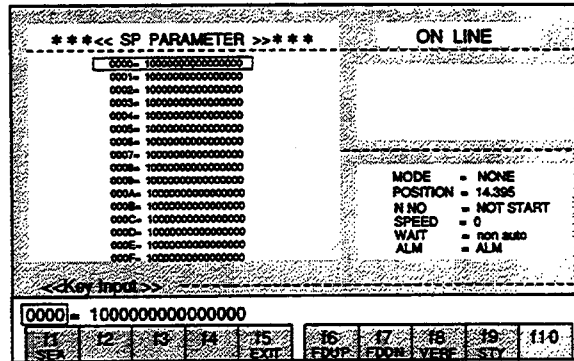 ***<< SP PARAMETER >>***
0000= 1000000000000000
0001= 1000000000000000
0002= 1000000000000000
0003= 1000000000000000
0004= 1000000000000000
0005= 1000000000000000
0006= 1000000000000000
0007= 1000000000000000
0008= 1000000000000000
0009= 1000000000000000
000A= 1000000000000000
000B= 1000000000000000
000C= 1000000000000000
000D= 1000000000000000
000E= 1000000000000000
000F= 1000000000000000
ON LINE
MODE = NONE
POSITION = 14.395
N NO = NOT START
SPEED = 0
WAIT = non auto
ALM = ALM
<<Key Input>>
0000= 1000000000000000
f1 f2 f3 f4 f5 f6 f7 f8 f9 f10
SEA EXIT FDUP FDDN VERF STY